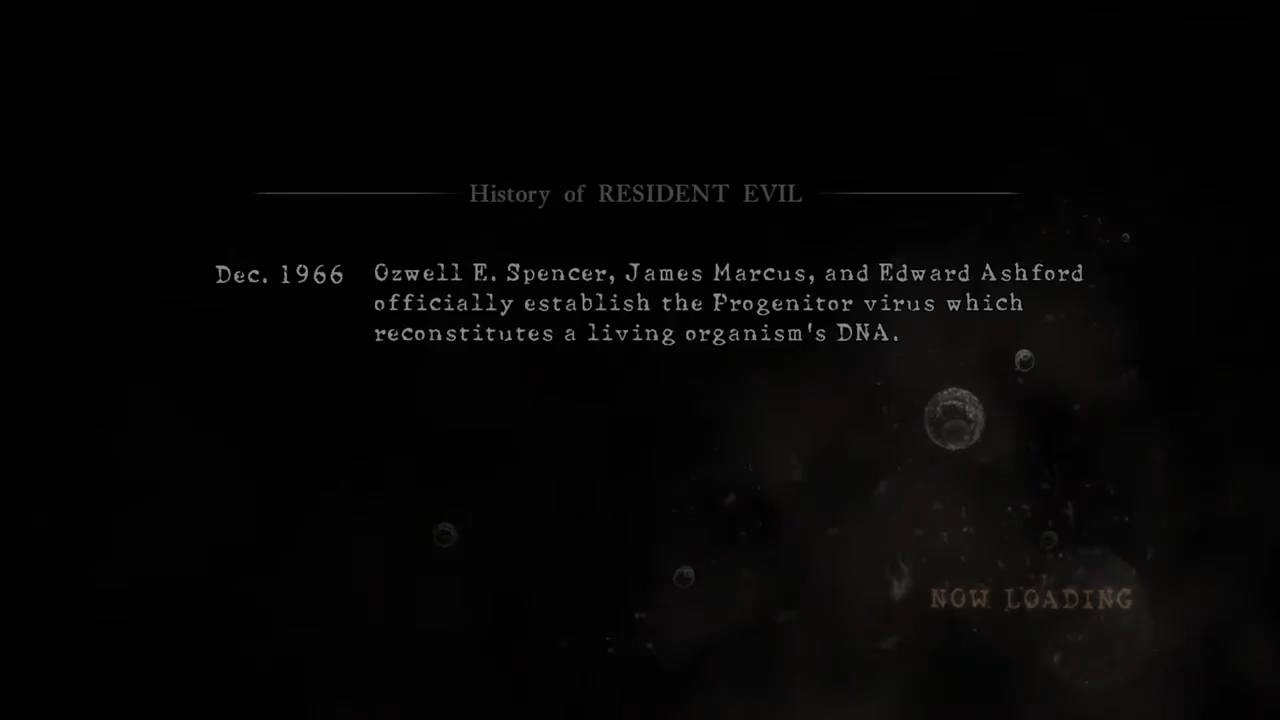 History of RESIDENT EVIL
Dec. 1966 Ozwell E. Spencer, James Marcus, and Edward Ashford
officially establish the Progenitor virus which
reconstitutes a living organism's DNA.
NOW LOADING